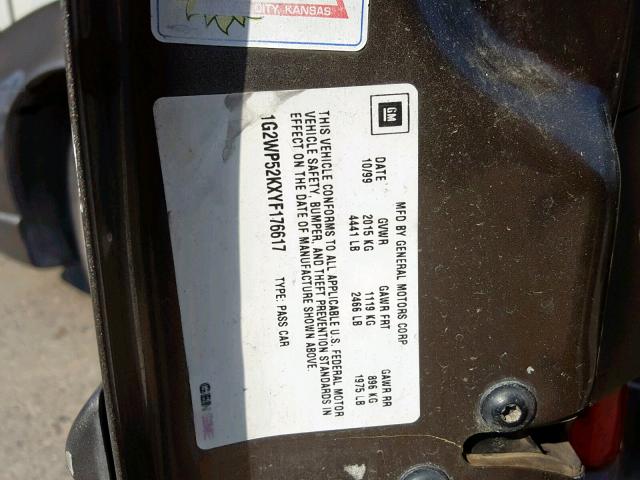 CITY, KANSAS
GM
MFD BY GENERAL MOTORS CORP
DATE GVWR GAWR FRT GAWR RR
10/99 2015 KG 1119 KG 896 KG
4441 LB 2466 LB 1975 LB
THIS VEHICLE CONFORMS TO ALL APPLICABLE U.S. FEDERAL MOTOR
VEHICLE SAFETY, BUMPER, AND THEFT PREVENTION STANDARDS IN
EFFECT ON THE DATE OF MANUFACTURE SHOWN ABOVE.
1G2WP52KXYF176617 TYPE: PASS CAR